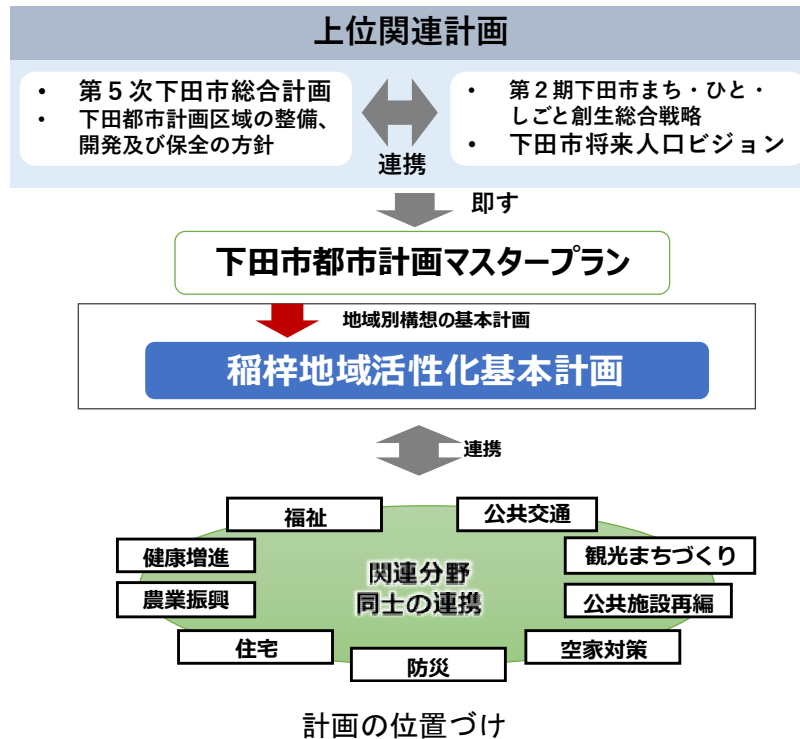 上位関連計画
• 第５次下田市総合計画
• 下田都市計画区域の整備、
開発及び保全の方針
連携
• 第２期下田市まち・ひと・
しごと創生総合戦略
• 下田市将来人口ビジョン
即す
下田市都市計画マスタープラン
地域別構想の基本計画
稲梓地域活性化基本計画
連携
福祉
公共交通
健康増進
観光まちづくり
関連分野
同士の連携
農業振興
公共施設再編
住宅
空家対策
防災
計画の位置づけ